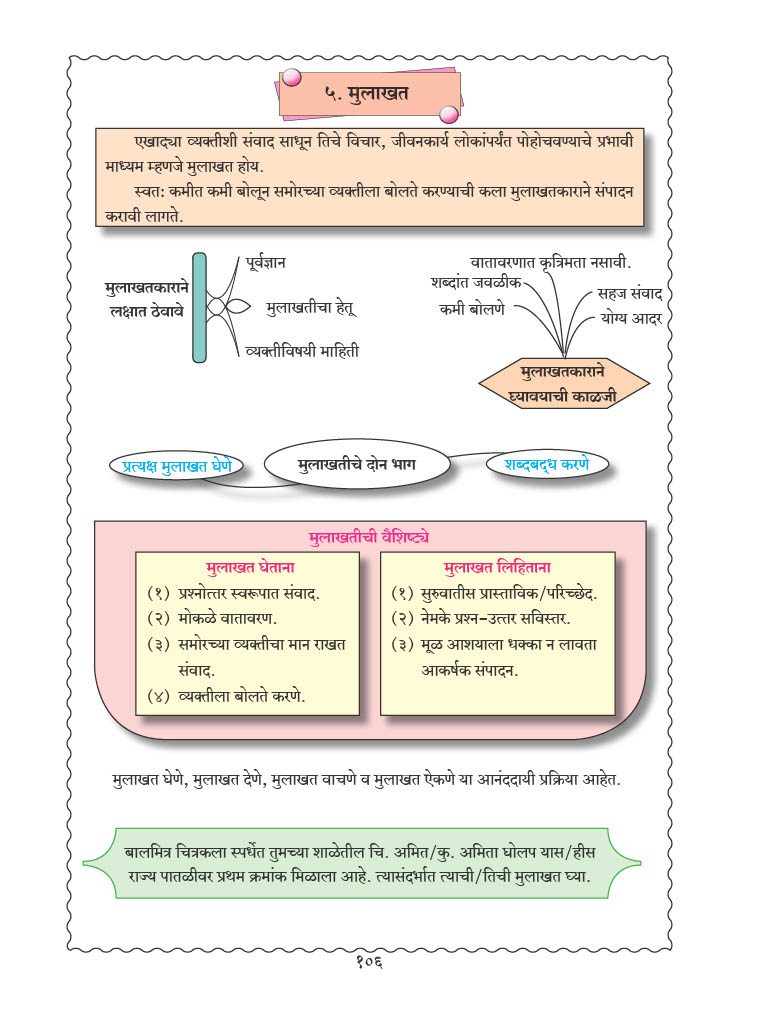 ५. मुलाखत
एखाद्या व्यक्तीशी संवाद साधून तिचे विचार, जीवनकार्य लोकांपर्यंत पोहोचवण्याचे प्रभावी
माध्यम म्हणजे मुलाखत होय.
स्वत: कमीत कमी बोलून समोरच्या व्यक्तीला बोलते करण्याची कला मुलाखतकाराने संपादन
करावी लागते.
मुलाखतकाराने
लक्षात ठेवावे
पूर्वज्ञान
मुलाखतीचा हेतू
व्यक्तीविषयी माहिती
वातावरणात कृत्रिमता नसावी.
शब्दांत जवळीक
कमी बोलणे
सहज संवाद
योग्य आदर
मुलाखतकाराने
घ्यावयाची काळजी
प्रत्यक्ष मुलाखत घेणे
मुलाखतीचे दोन भाग
शब्दबद्ध करणे
मुलाखतीची वैशिष्ट्ये
मुलाखत घेताना
(१) प्रश्नोत्तर स्वरूपात संवाद.
(२) मोकळे वातावरण.
(३) समोरच्या व्यक्तीचा मान राखत
संवाद.
(४) व्यक्तीला बोलते करणे.
मुलाखत लिहिताना
(१) सुरुवातीस प्रास्ताविक/परिच्छेद.
(२) नेमके प्रश्न-उत्तर सविस्तर.
(३) मूळ आशयाला धक्का न लावता
आकर्षक संपादन.
मुलाखत घेणे, मुलाखत देणे, मुलाखत वाचणे व मुलाखत ऐकणे या आनंददायी प्रक्रिया आहेत.
बालमित्र चित्रकला स्पर्धेत तुमच्या शाळेतील चि. अमित/कु. अमिता घोलप यास/हीस
राज्य पातळीवर प्रथम क्रमांक मिळाला आहे. त्यासंदर्भात त्याची/तिची मुलाखत घ्या.
१०६